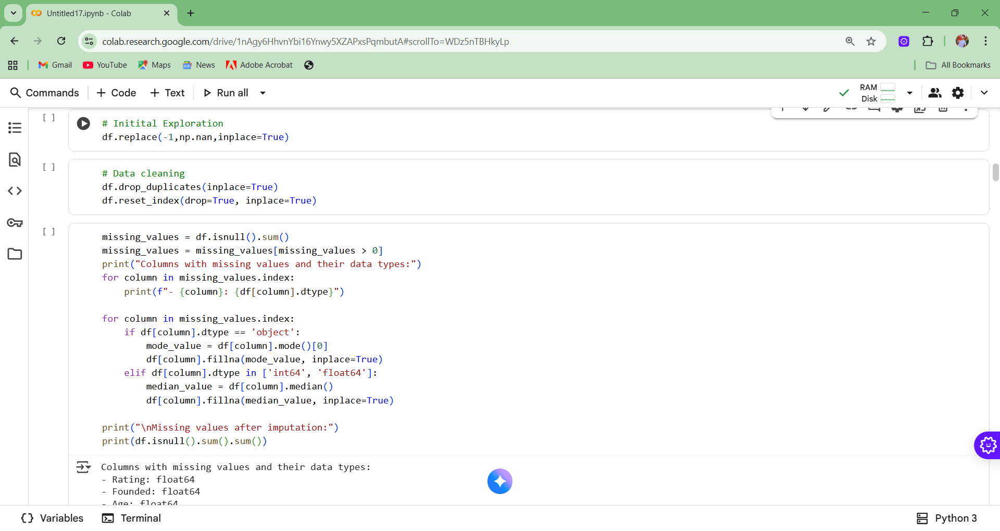 Untitled17.ipynb - Colab
colab.research.google.com/drive/1nAgy6HhvnYbi16Ynwy5XZAPxsPqmbutA#scrollTo=WDz5nTBHkyLp
Gmail YouTube Maps News Adobe Acrobat All Bookmarks
Commands + Code + Text Run all RAM
Disk
[ ] # Initital Exploration
df.replace(-1,np.nan,inplace=True)
[ ] # Data cleaning
df.drop_duplicates(inplace=True)
df.reset_index(drop=True, inplace=True)
[ ] missing_values = df.isnull().sum()
missing_values = missing_values[missing_values > 0]
print("Columns with missing values and their data types:")
for column in missing_values.index:
    print(f"- {column}: {df[column].dtype}")
for column in missing_values.index:
    if df[column].dtype == 'object':
        mode_value = df[column].mode()[0]
        df[column].fillna(mode_value, inplace=True)
    elif df[column].dtype in ['int64', 'float64']:
        median_value = df[column].median()
        df[column].fillna(median_value, inplace=True)
print("\nMissing values after imputation:")
print(df.isnull().sum().sum())
Columns with missing values and their data types:
- Rating: float64
- Founded: float64
- Age: float64
{} Variables Terminal Python 3